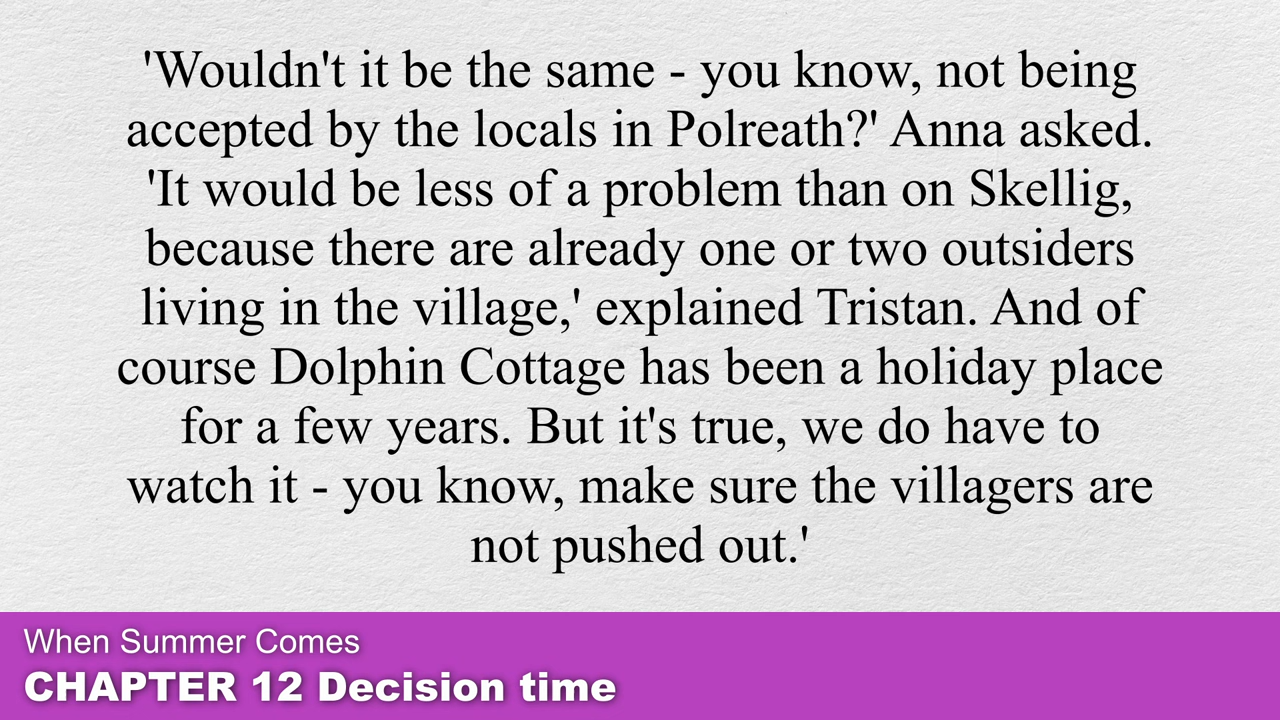 'Wouldn't it be the same - you know, not being
accepted by the locals in Polreath?' Anna asked.
'It would be less of a problem than on Skellig,
because there are already one or two outsiders
living in the village,' explained Tristan. And of
course Dolphin Cottage has been a holiday place
for a few years. But it's true, we do have to
watch it - you know, make sure the villagers are
not pushed out.'
When Summer Comes
CHAPTER 12 Decision time